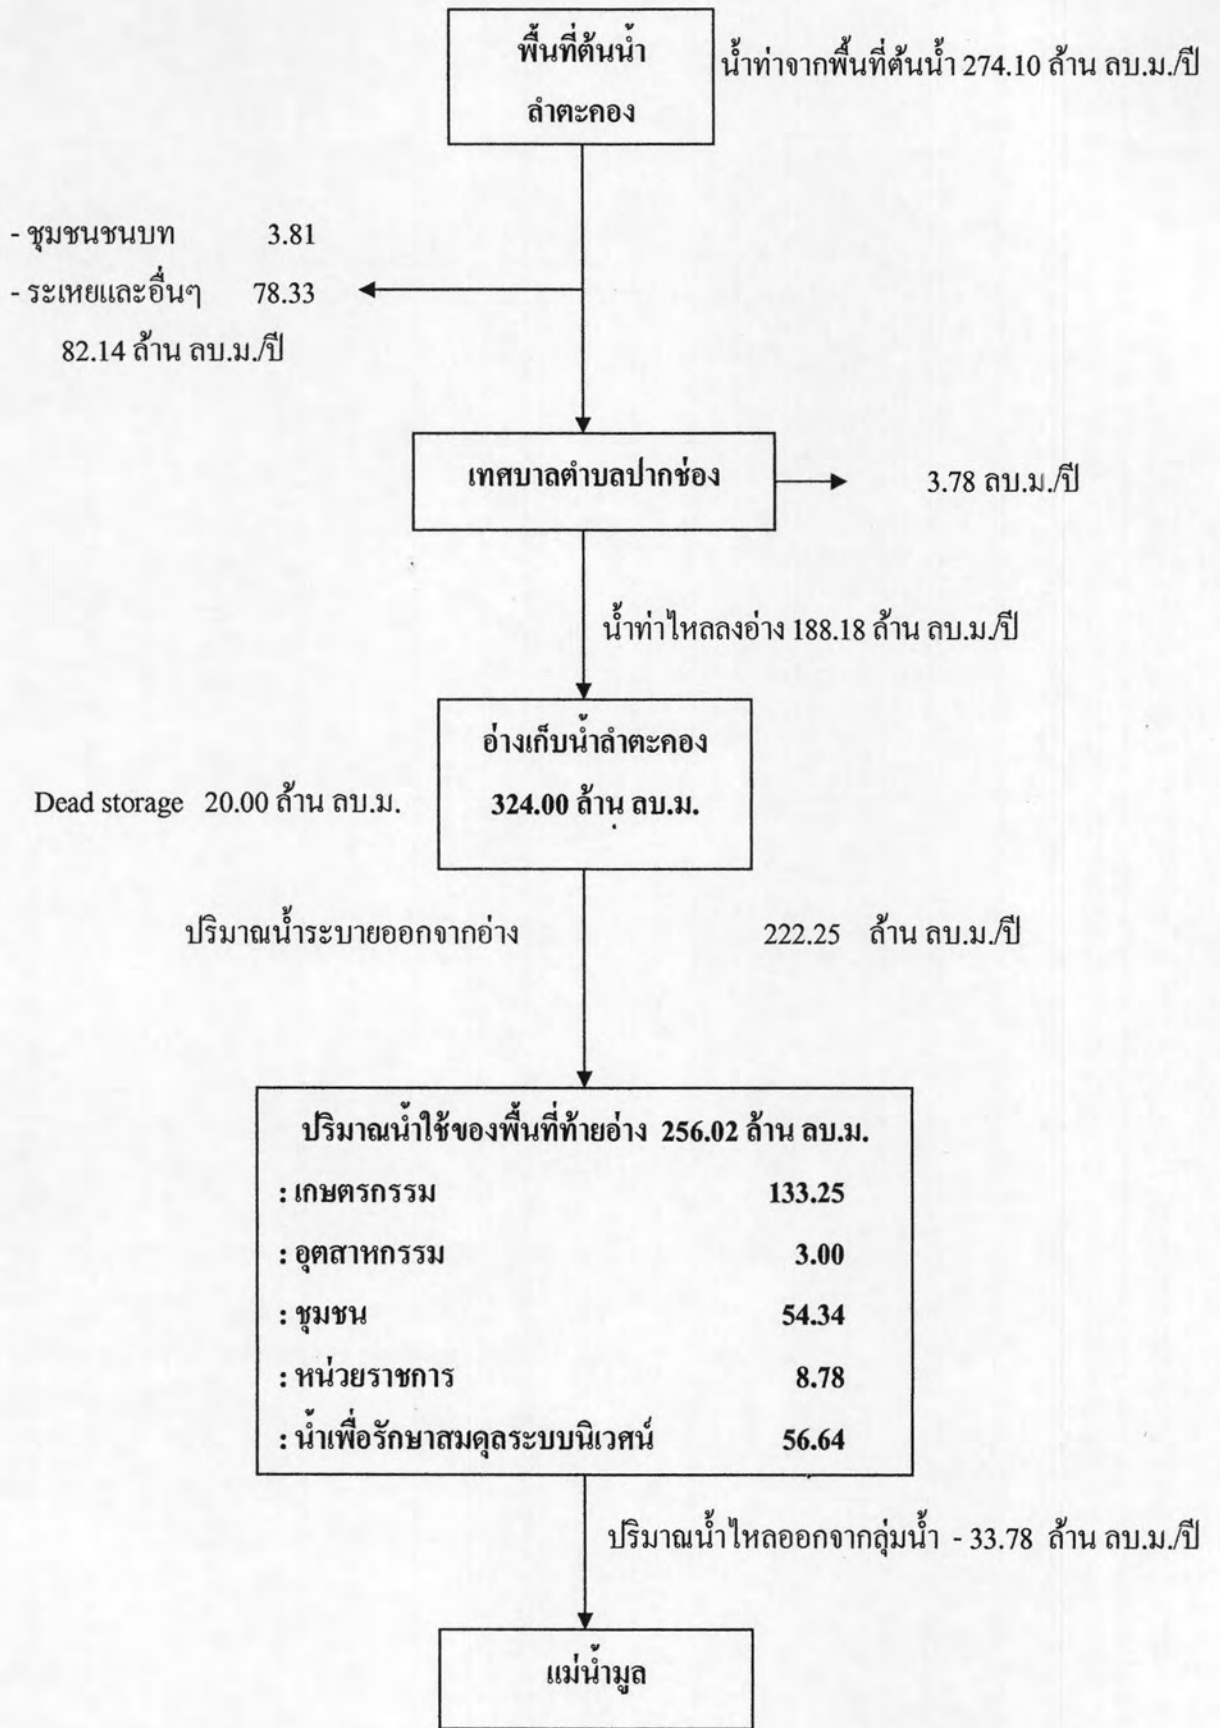 พื้นที่ต้นน้ำ
ลำตะคอง
น้ำท่าจากพื้นที่ต้นน้ำ 274.10 ล้าน ลบ.ม./ปี
- ชุมชนชนบท 3.81
- ระเหยและอื่นๆ 78.33
82.14 ล้าน ลบ.ม./ปี
เทศบาลตำบลปากช่อง
3.78 ลบ.ม./ปี
น้ำท่าไหลลงอ่าง 188.18 ล้าน ลบ.ม./ปี
อ่างเก็บน้ำลำตะคอง
324.00 ล้าน ลบ.ม.
Dead storage 20.00 ล้าน ลบ.ม.
ปริมาณน้ำระบายออกจากอ่าง 222.25 ล้าน ลบ.ม./ปี
ปริมาณน้ำใช้ของพื้นที่ท้ายอ่าง 256.02 ล้าน ลบ.ม.
: เกษตรกรรม 133.25
: อุตสาหกรรม 3.00
: ชุมชน 54.34
: หน่วยราชการ 8.78
: น้ำเพื่อรักษาสมดุลระบบนิเวศน์ 56.64
ปริมาณน้ำไหลออกจากลุ่มน้ำ - 33.78 ล้าน ลบ.ม./ปี
แม่น้ำมูล